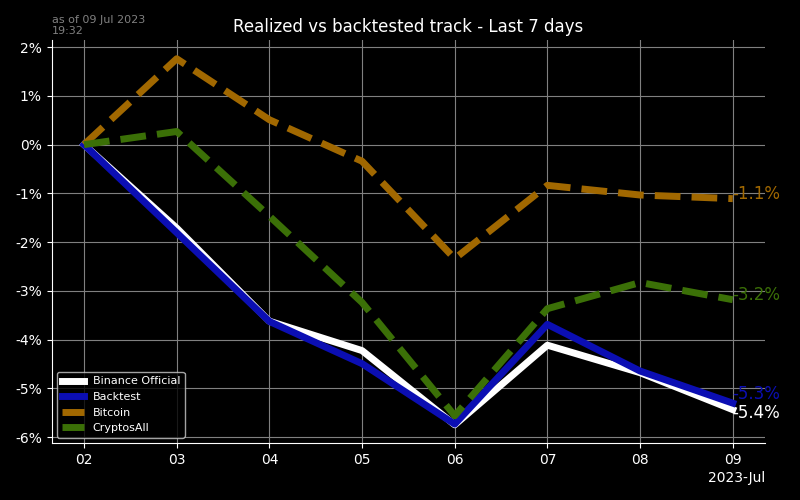 as of 09 Jul 2023
19:32
Realized vs backtested track - Last 7 days
2%
1%
0%
-1%
-2%
-3%
-4%
-5%
-6%
-1.1%
-3.2%
-5.3%
-5.4%
Binance Official
Backtest
Bitcoin
CryptosAll
02 03 04 05 06 07 08 09
2023-Jul